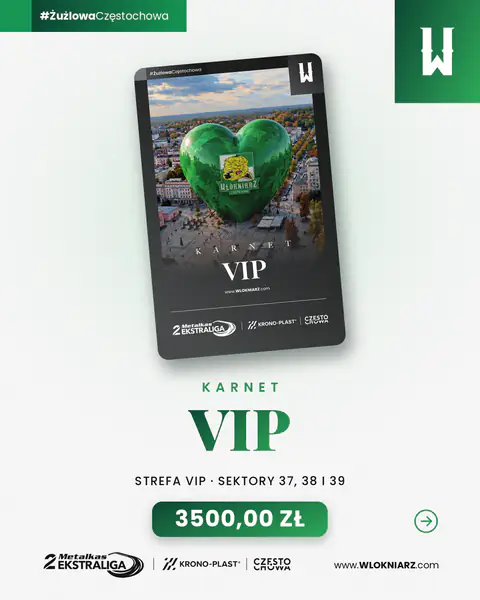 #ŻużlowaCzęstochowa
W
#ŻużlowaCzęstochowa
W
WŁÓKNIARZ
KARNET
VIP
www.WLOKNIARZ.com
2 Metalkas EKSTRALIGA
KRONO-PLAST®
CZĘSTO
CHOWA
KARNET
VIP
STREFA VIP · SEKTORY 37, 38 I 39
3500,00 ZŁ
2 Metalkas EKSTRALIGA
KRONO-PLAST®
CZĘSTO
CHOWA
www.WLOKNIARZ.com